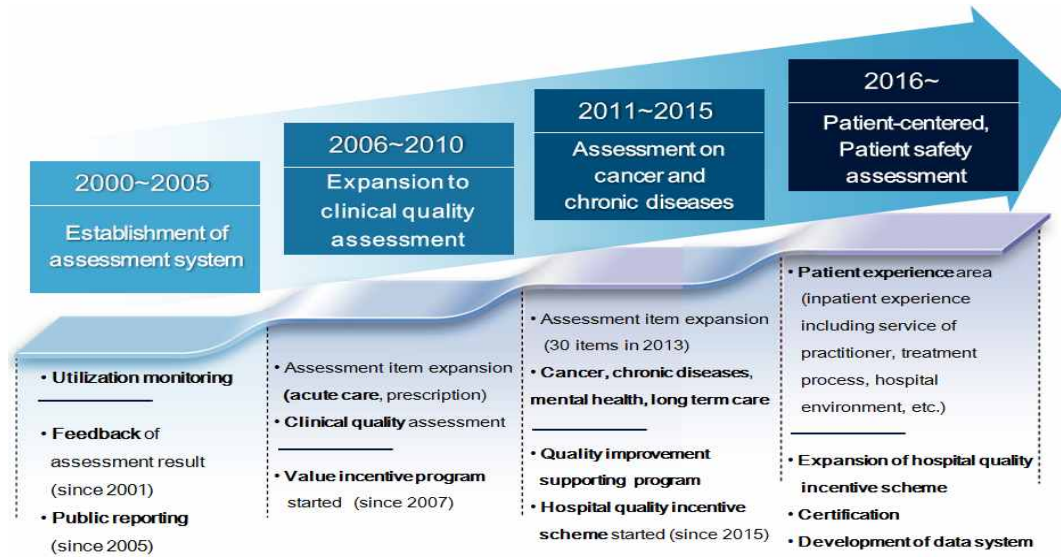 2000~2005
Establishment of
assessment system
• Utilization monitoring
• Feedback of
assessment result
(since 2001)
• Public reporting
(since 2005)
2006~2010
Expansion to
clinical quality
assessment
• Assessment item expansion
(acute care, prescription)
• Clinical quality assessment
• Value incentive program
started (since 2007)
2011~2015
Assessment on
cancer and
chronic diseases
• Assessment item expansion
(30 items in 2013)
• Cancer, chronic diseases,
mental health, long term care
• Quality improvement
supporting program
• Hospital quality incentive
scheme started (since 2015)
2016~
Patient-centered,
Patient safety
assessment
• Patient experience area
(inpatient experience
including service of
practitioner, treatment
process, hospital
environment, etc.)
• Expansion of hospital quality
incentive scheme
• Certification
• Development of data system